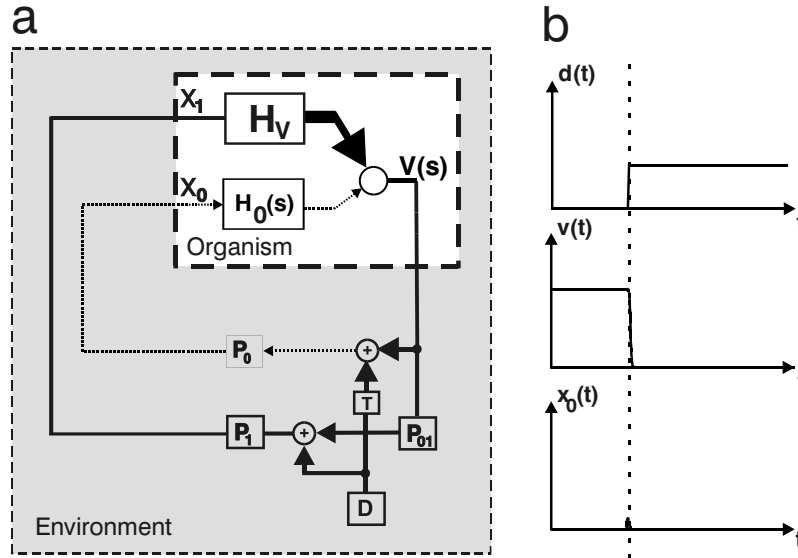 a
X1
HV
V(s)
X0
H0(s)
Organism
P0
+
T
P1
+
P01
D
Environment
b
d(t)
v(t)
x0(t)
t